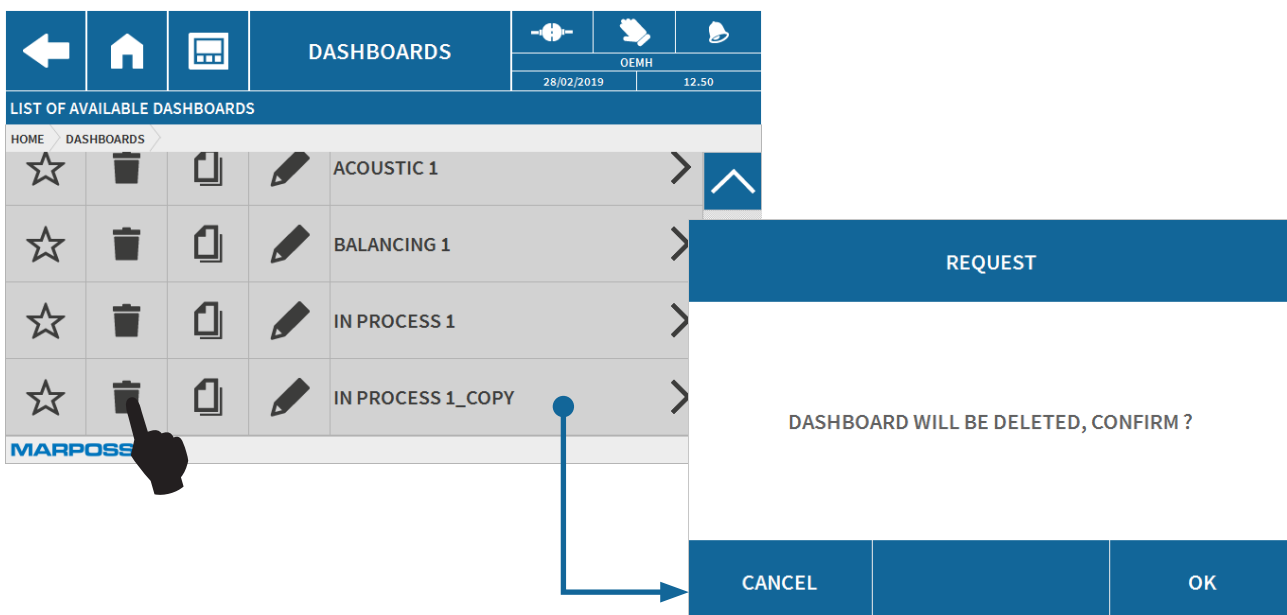 DASHBOARDS
OEMH
28/02/2019 12.50
LIST OF AVAILABLE DASHBOARDS
HOME DASHBOARDS
ACOUSTIC 1
BALANCING 1
IN PROCESS 1
IN PROCESS 1_COPY
MARPOSS
REQUEST
DASHBOARD WILL BE DELETED, CONFIRM ?
CANCEL OK